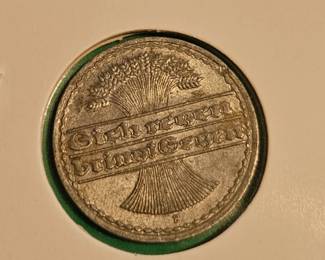 Sich regen
bringt Segen
F